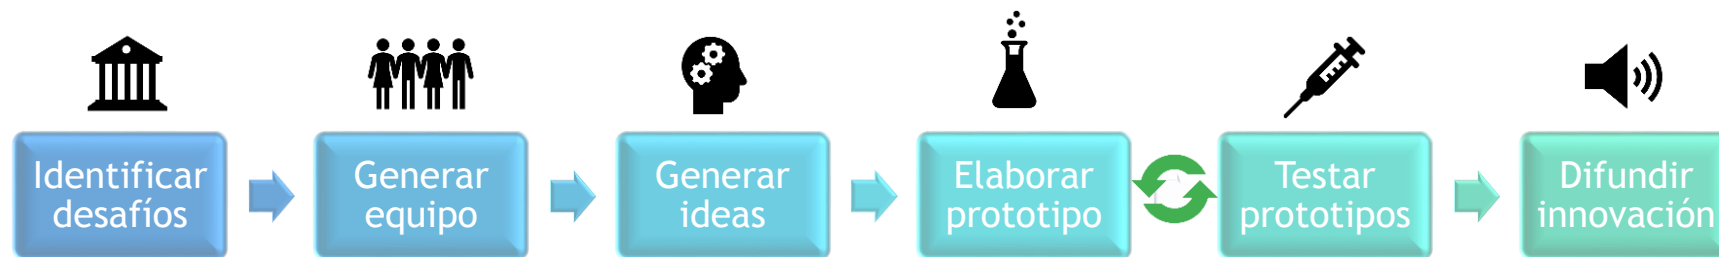 Identificar
desafíos
Generar
equipo
Generar
ideas
Elaborar
prototipo
Testar
prototipos
Difundir
innovación